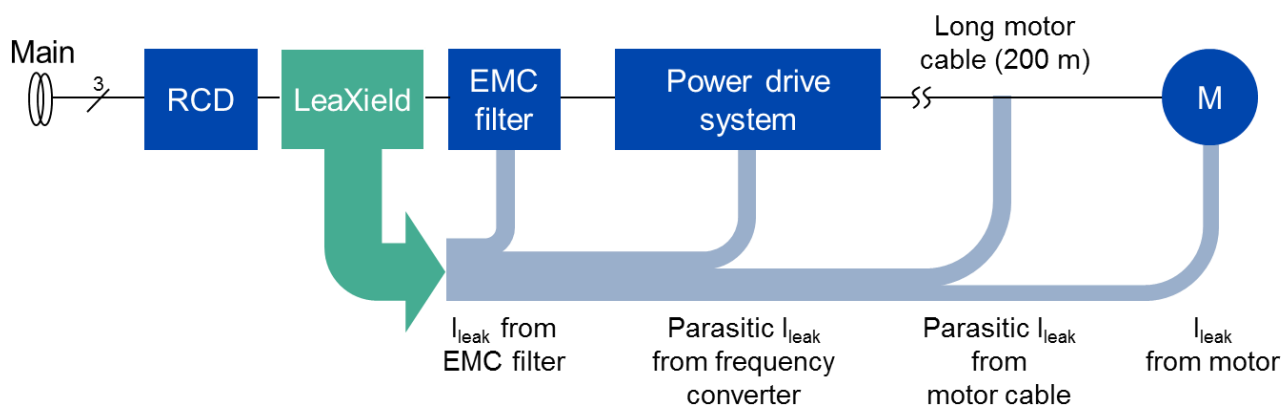 Main
3
RCD
LeaXield
EMC
filter
Power drive
system
Long motor
cable (200 m)
M
Ileak from
EMC filter
Parasitic Ileak
from frequency
converter
Parasitic Ileak
from
motor cable
Ileak
from motor